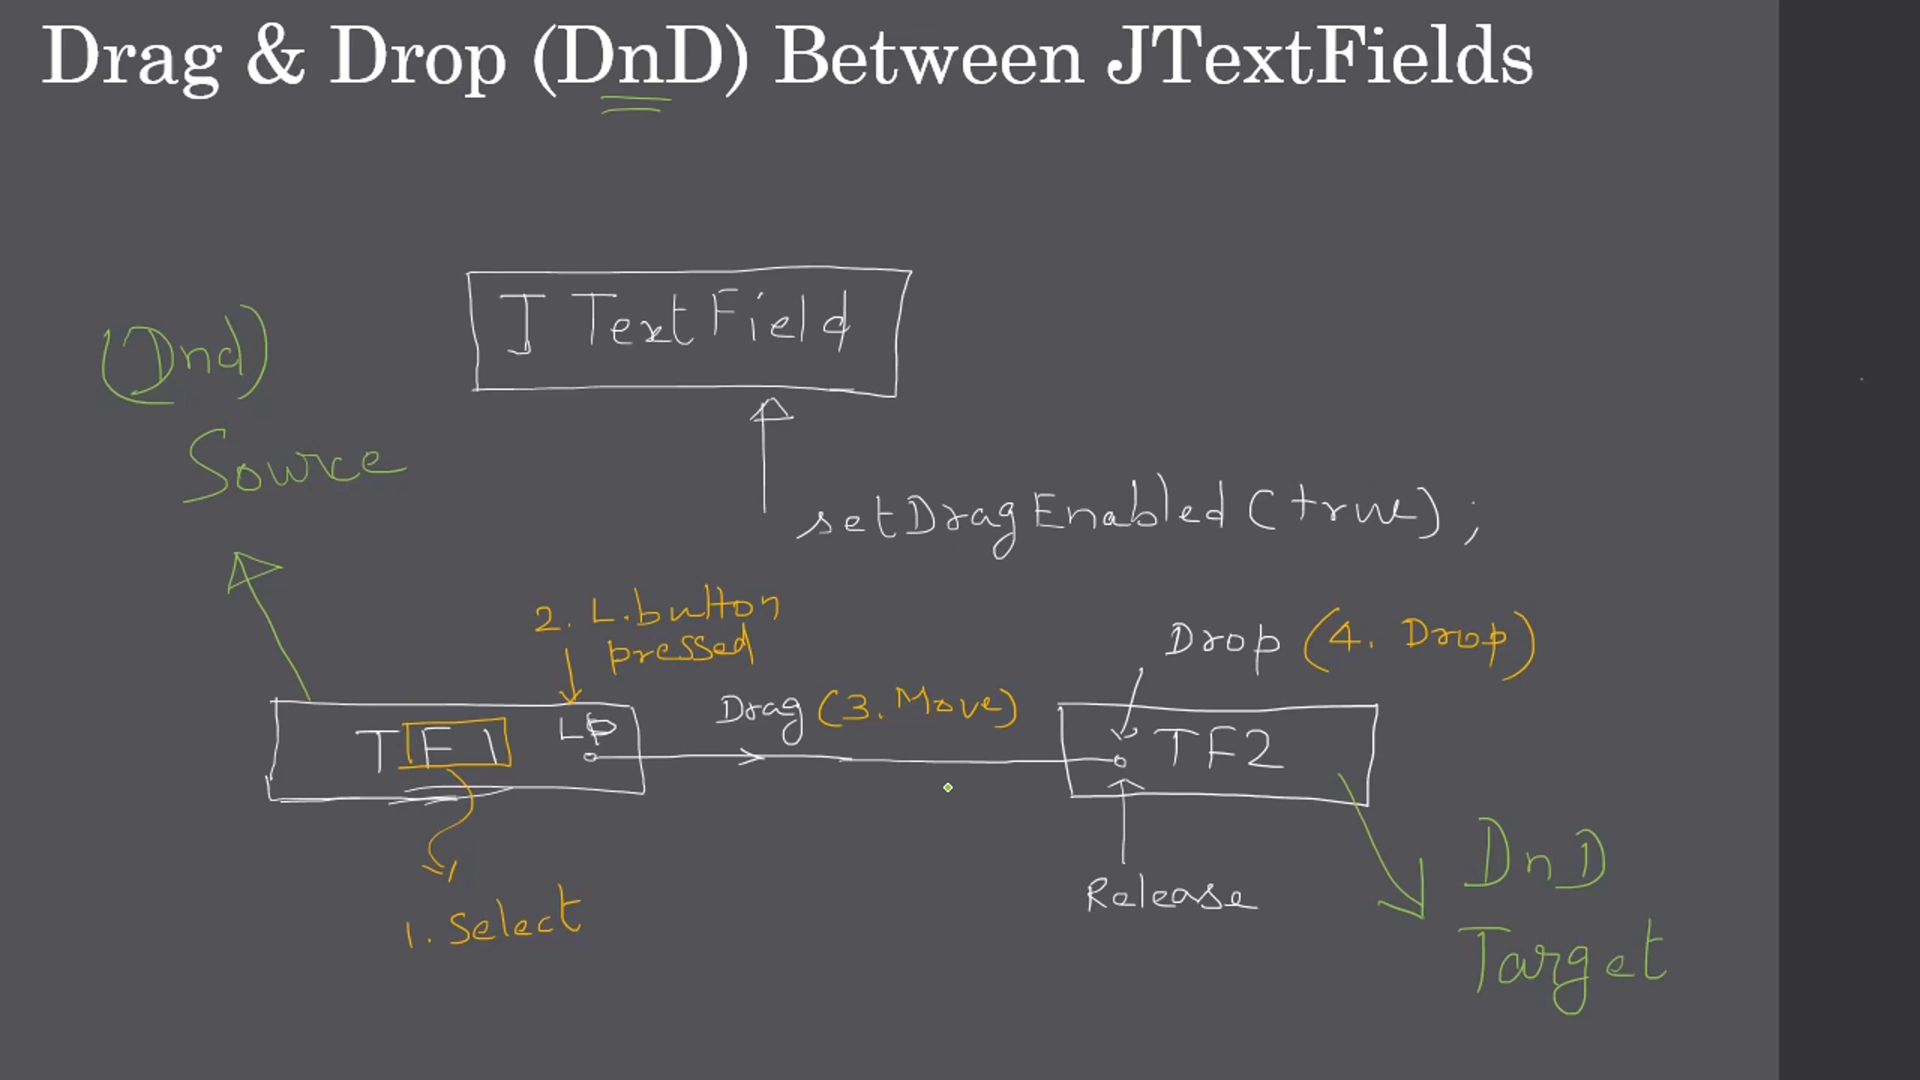 Drag & Drop (DnD) Between JTextFields
JTextField
(Dnd)
Source
setDragEnabled(true);
2. L.button
pressed
Drop (4. Drop)
Drag (3. Move)
TF1
LP
TF2
Release
1. Select
DnD
Target